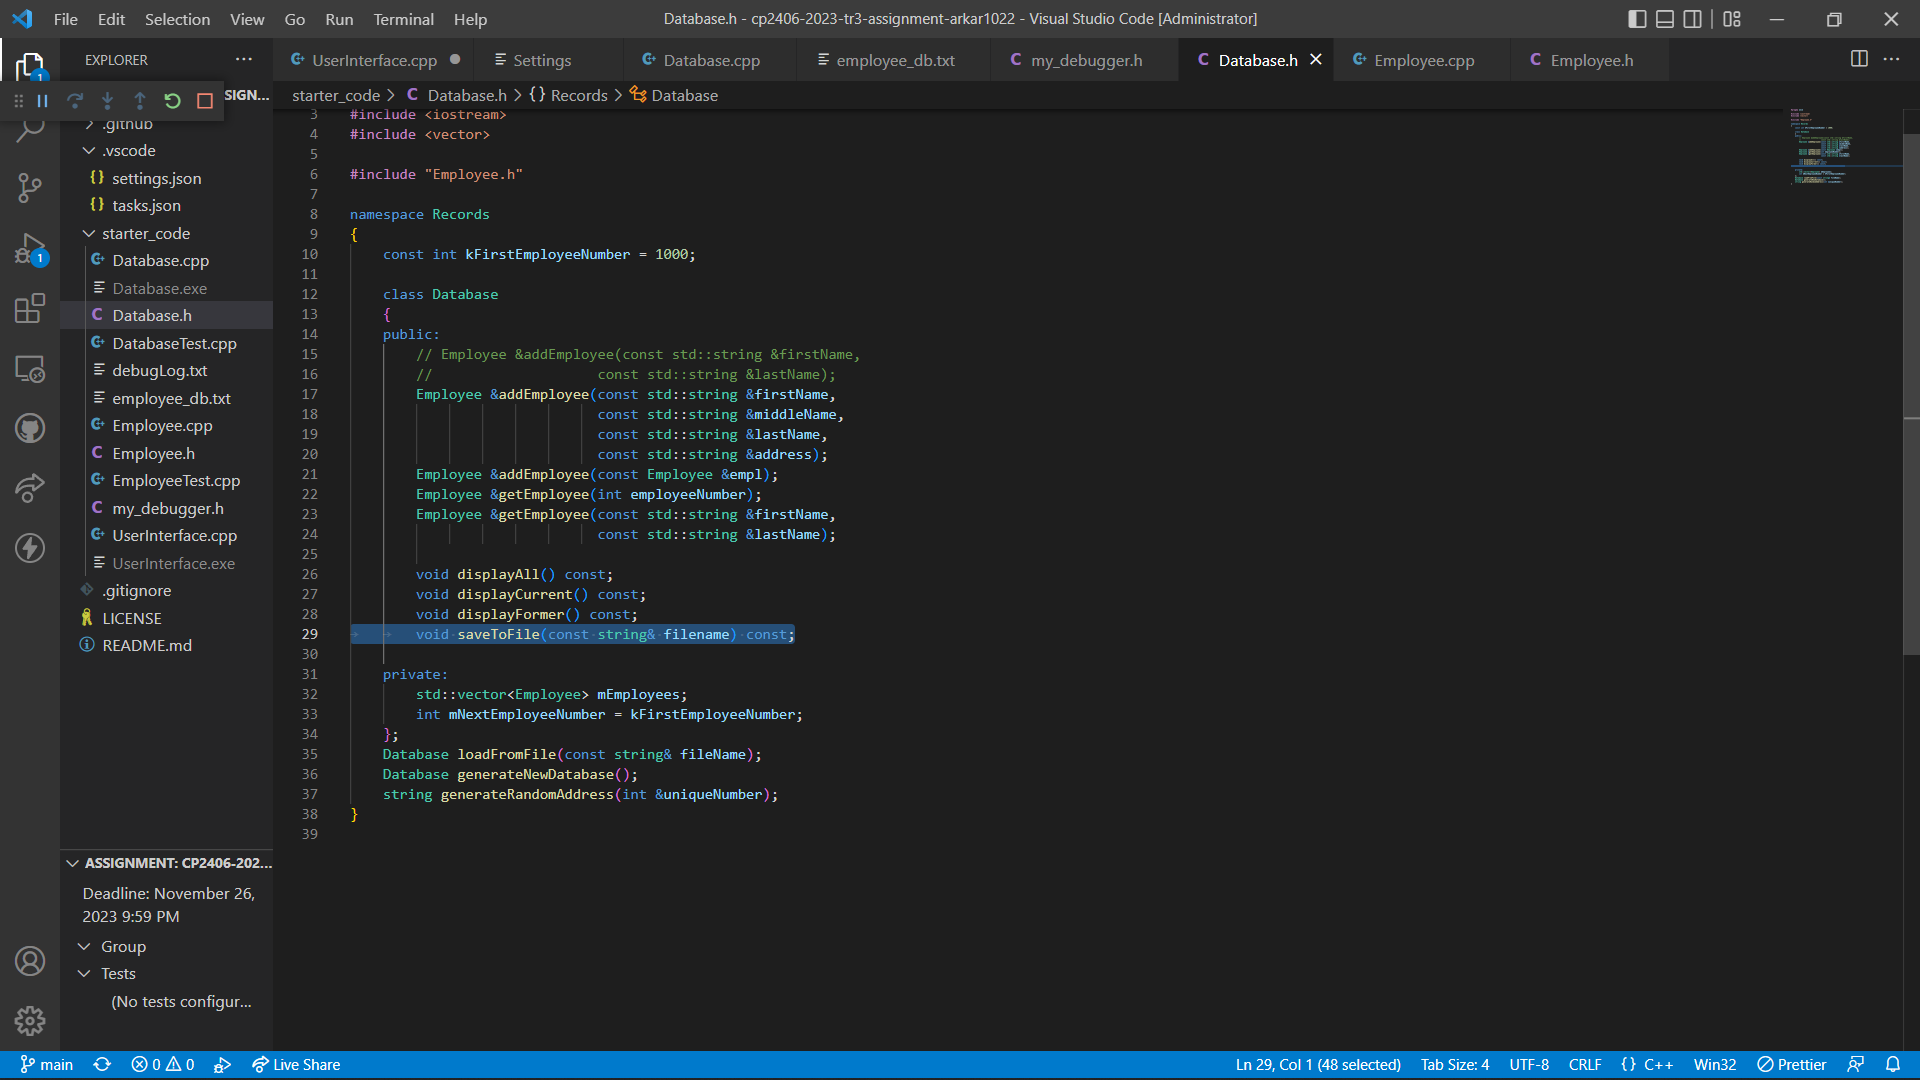 File Edit Selection View Go Run Terminal Help
Database.h - cp2406-2023-tr3-assignment-arkar1022 - Visual Studio Code [Administrator]
EXPLORER
UserInterface.cpp
Settings
Database.cpp
employee_db.txt
my_debugger.h
Database.h
Employee.cpp
Employee.h
1
SIGN...
starter_code > C Database.h > {} Records > Database
.github
.vscode
settings.json
tasks.json
starter_code
Database.cpp
Database.exe
Database.h
DatabaseTest.cpp
debugLog.txt
employee_db.txt
Employee.cpp
Employee.h
EmployeeTest.cpp
my_debugger.h
UserInterface.cpp
UserInterface.exe
.gitignore
LICENSE
README.md
1
3 #include <iostream>
4 #include <vector>
5
6 #include "Employee.h"
7
8 namespace Records
9 {
10 const int kFirstEmployeeNumber = 1000;
11
12 class Database
13 {
14 public:
15 // Employee &addEmployee(const std::string &firstName,
16 // const std::string &lastName);
17 Employee &addEmployee(const std::string &firstName,
18 const std::string &middleName,
19 const std::string &lastName,
20 const std::string &address);
21 Employee &addEmployee(const Employee &empl);
22 Employee &getEmployee(int employeeNumber);
23 Employee &getEmployee(const std::string &firstName,
24 const std::string &lastName);
25
26 void displayAll() const;
27 void displayCurrent() const;
28 void displayFormer() const;
29 void saveToFile(const string& filename) const;
30
31 private:
32 std::vector<Employee> mEmployees;
33 int mNextEmployeeNumber = kFirstEmployeeNumber;
34 };
35 Database loadFromFile(const string& fileName);
36 Database generateNewDatabase();
37 string generateRandomAddress(int &uniqueNumber);
38 }
39
ASSIGNMENT: CP2406-202...
Deadline: November 26,
2023 9:59 PM
Group
Tests
(No tests configur...
main
0 0
Live Share
Ln 29, Col 1 (48 selected)
Tab Size: 4
UTF-8
CRLF
{} C++
Win32
Prettier